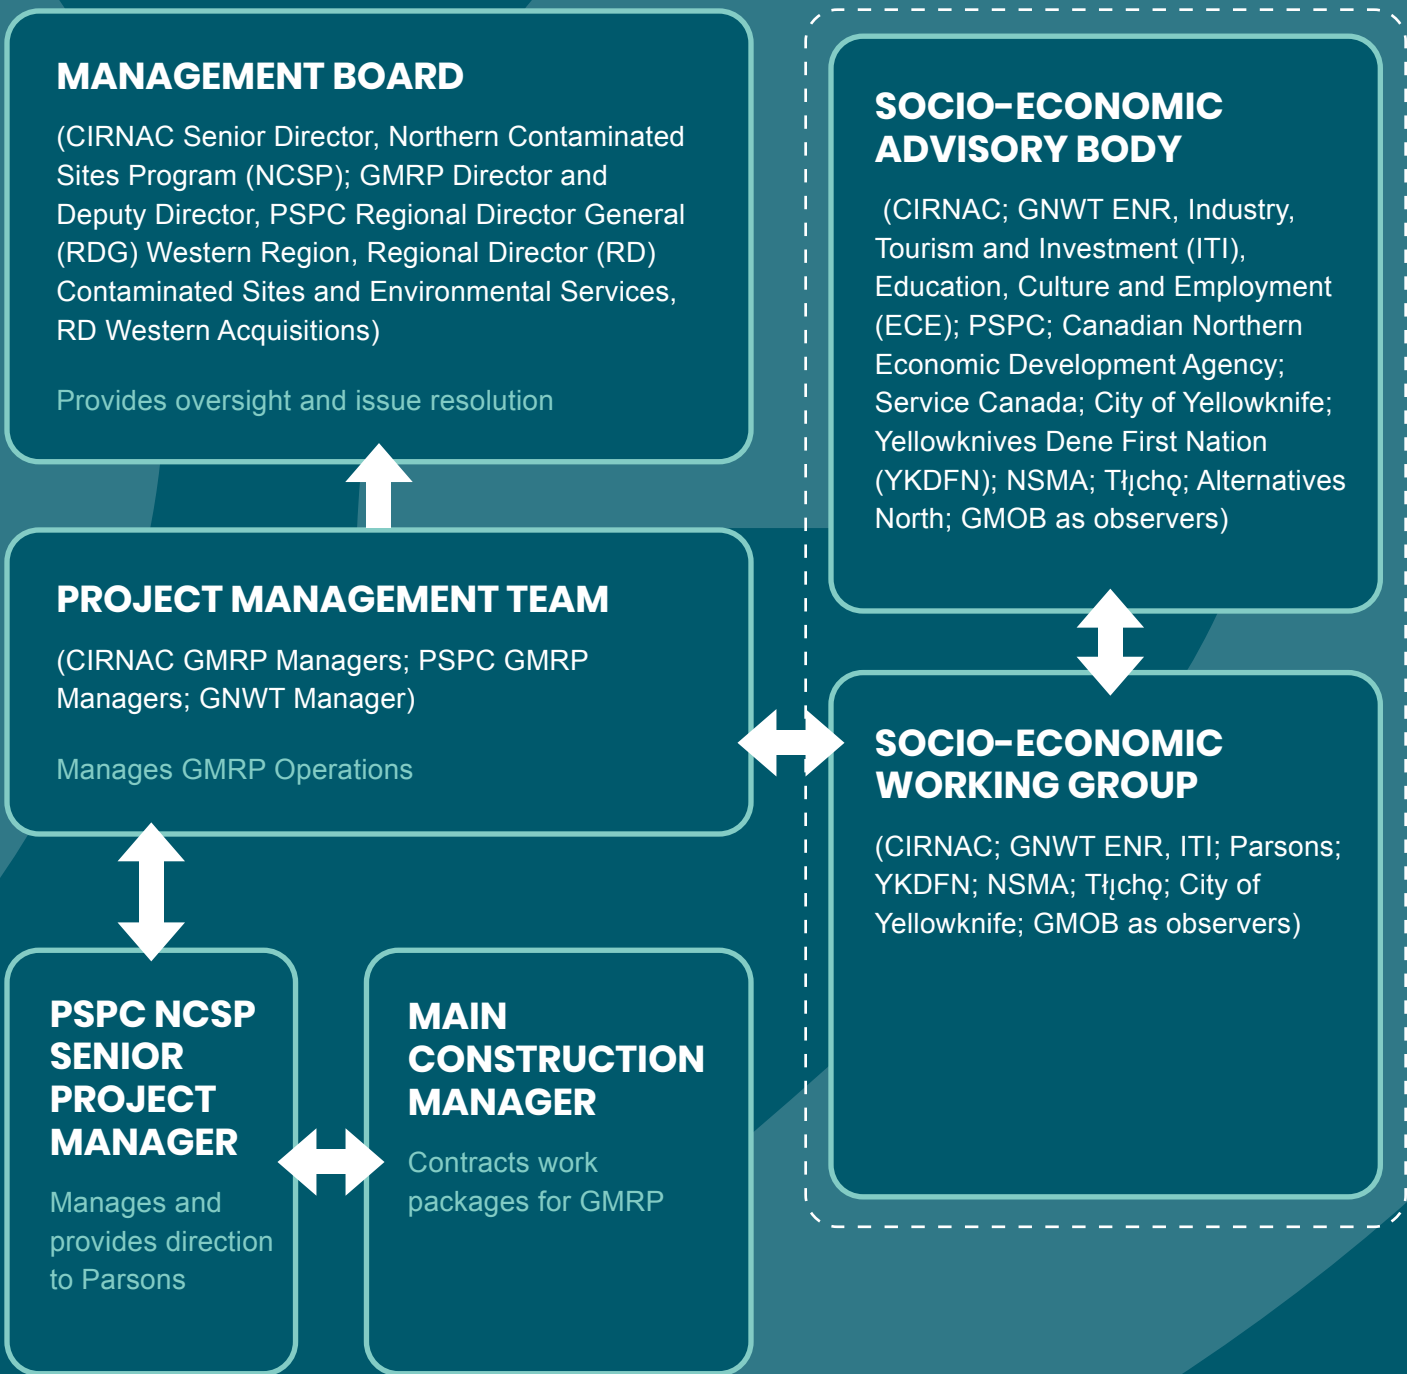 MANAGEMENT BOARD
(CIRNAC Senior Director, Northern Contaminated
Sites Program (NCSP); GMRP Director and
Deputy Director, PSPC Regional Director General
(RDG) Western Region, Regional Director (RD)
Contaminated Sites and Environmental Services,
RD Western Acquisitions)
Provides oversight and issue resolution
PROJECT MANAGEMENT TEAM
(CIRNAC GMRP Managers; PSPC GMRP
Managers; GNWT Manager)
Manages GMRP Operations
PSPC NCSP
SENIOR
PROJECT
MANAGER
Manages and
provides direction
to Parsons
MAIN
CONSTRUCTION
MANAGER
Contracts work
packages for GMRP
SOCIO-ECONOMIC
ADVISORY BODY
(CIRNAC; GNWT ENR, Industry,
Tourism and Investment (ITI),
Education, Culture and Employment
(ECE); PSPC; Canadian Northern
Economic Development Agency;
Service Canada; City of Yellowknife;
Yellowknives Dene First Nation
(YKDFN); NSMA; Tłı̨chǫ; Alternatives
North; GMOB as observers)
SOCIO-ECONOMIC
WORKING GROUP
(CIRNAC; GNWT ENR, ITI; Parsons;
YKDFN; NSMA; Tłı̨chǫ; City of
Yellowknife; GMOB as observers)